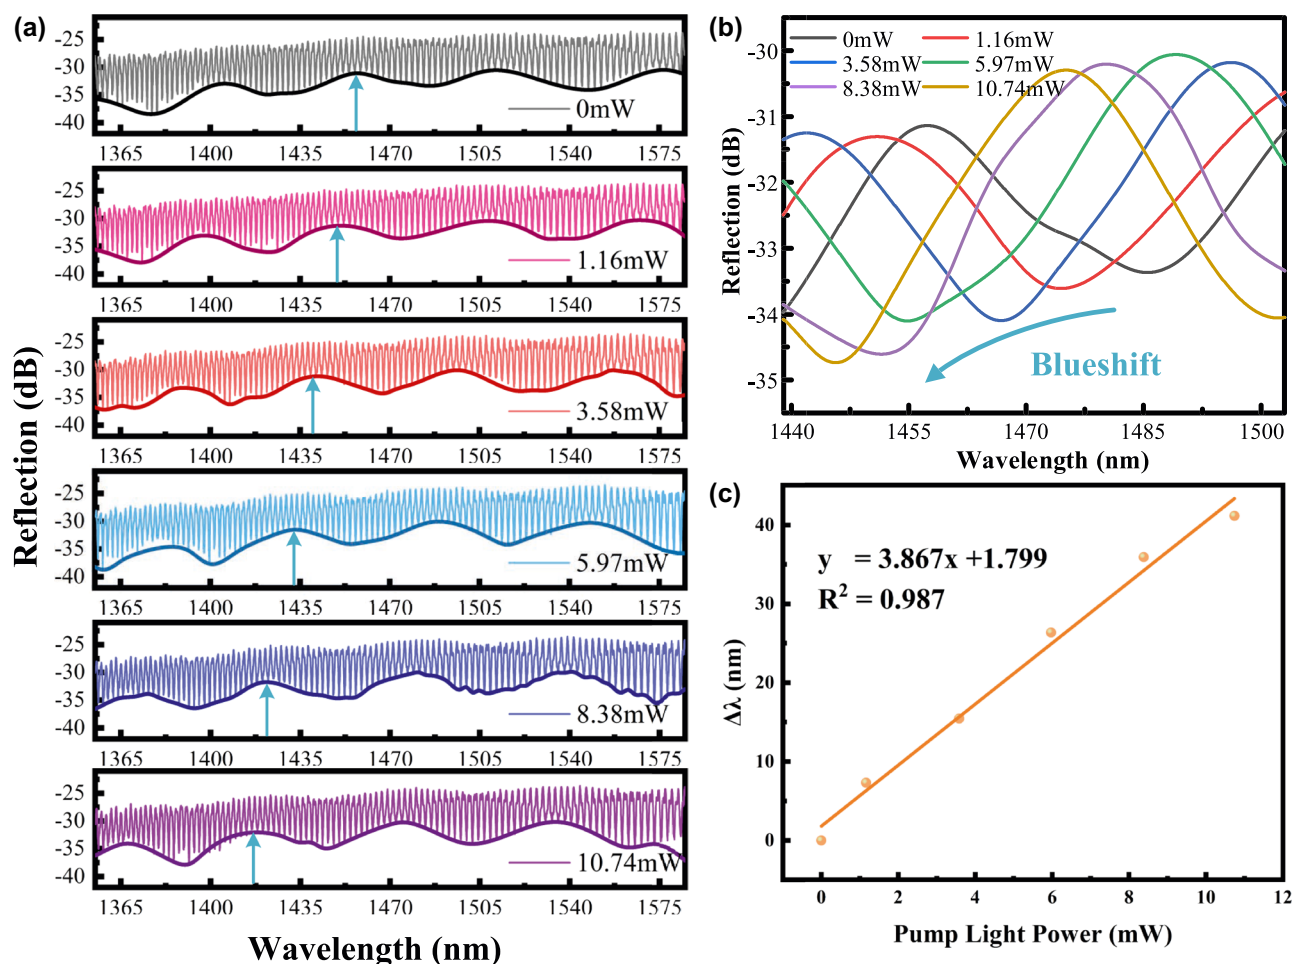 (a)
Reflection (dB)
-25
-30
-35
-40
0mW
1365 1400 1435 1470 1505 1540 1575
-25
-30
-35
-40
1.16mW
1365 1400 1435 1470 1505 1540 1575
-25
-30
-35
-40
3.58mW
1365 1400 1435 1470 1505 1540 1575
-25
-30
-35
-40
5.97mW
1365 1400 1435 1470 1505 1540 1575
-25
-30
-35
-40
8.38mW
1365 1400 1435 1470 1505 1540 1575
-25
-30
-35
-40
10.74mW
1365 1400 1435 1470 1505 1540 1575
Wavelength (nm)
(b)
0mW 1.16mW
3.58mW 5.97mW
8.38mW 10.74mW
Reflection (dB)
-30
-31
-32
-33
-34
-35
Blueshift
1440 1455 1470 1485 1500
Wavelength (nm)
(c)
y = 3.867x +1.799
R² = 0.987
Δλ (nm)
40
30
20
10
0
0 2 4 6 8 10 12
Pump Light Power (mW)